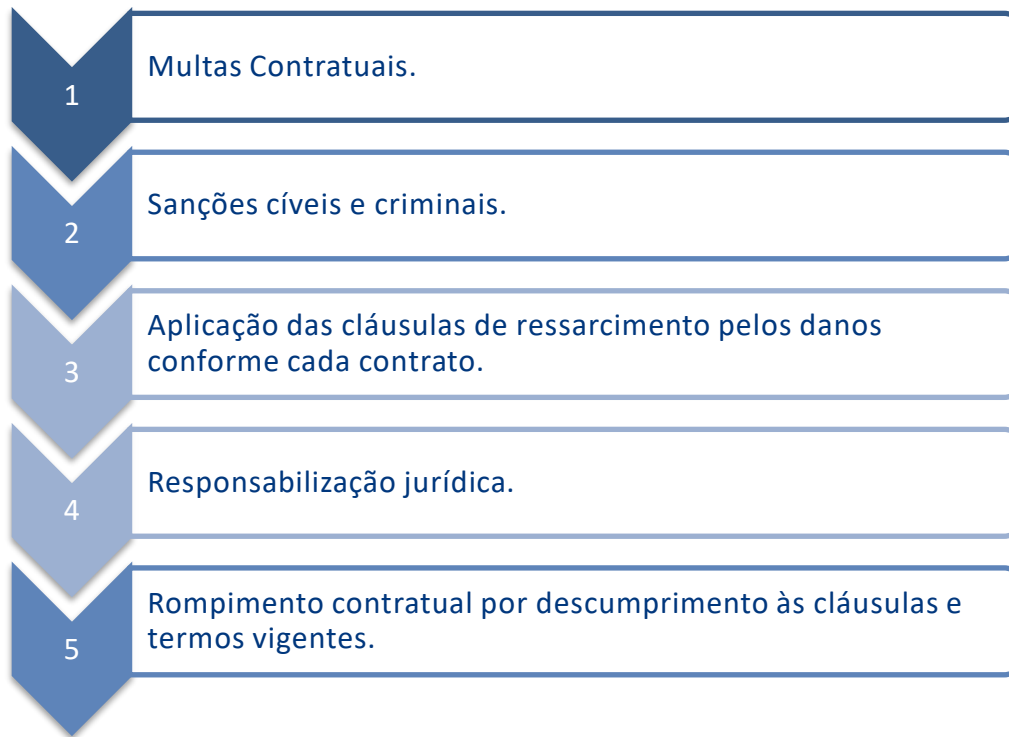 1
Multas Contratuais.
2
Sanções cíveis e criminais.
3
Aplicação das cláusulas de ressarcimento pelos danos
conforme cada contrato.
4
Responsabilização jurídica.
5
Rompimento contratual por descumprimento às cláusulas e
termos vigentes.